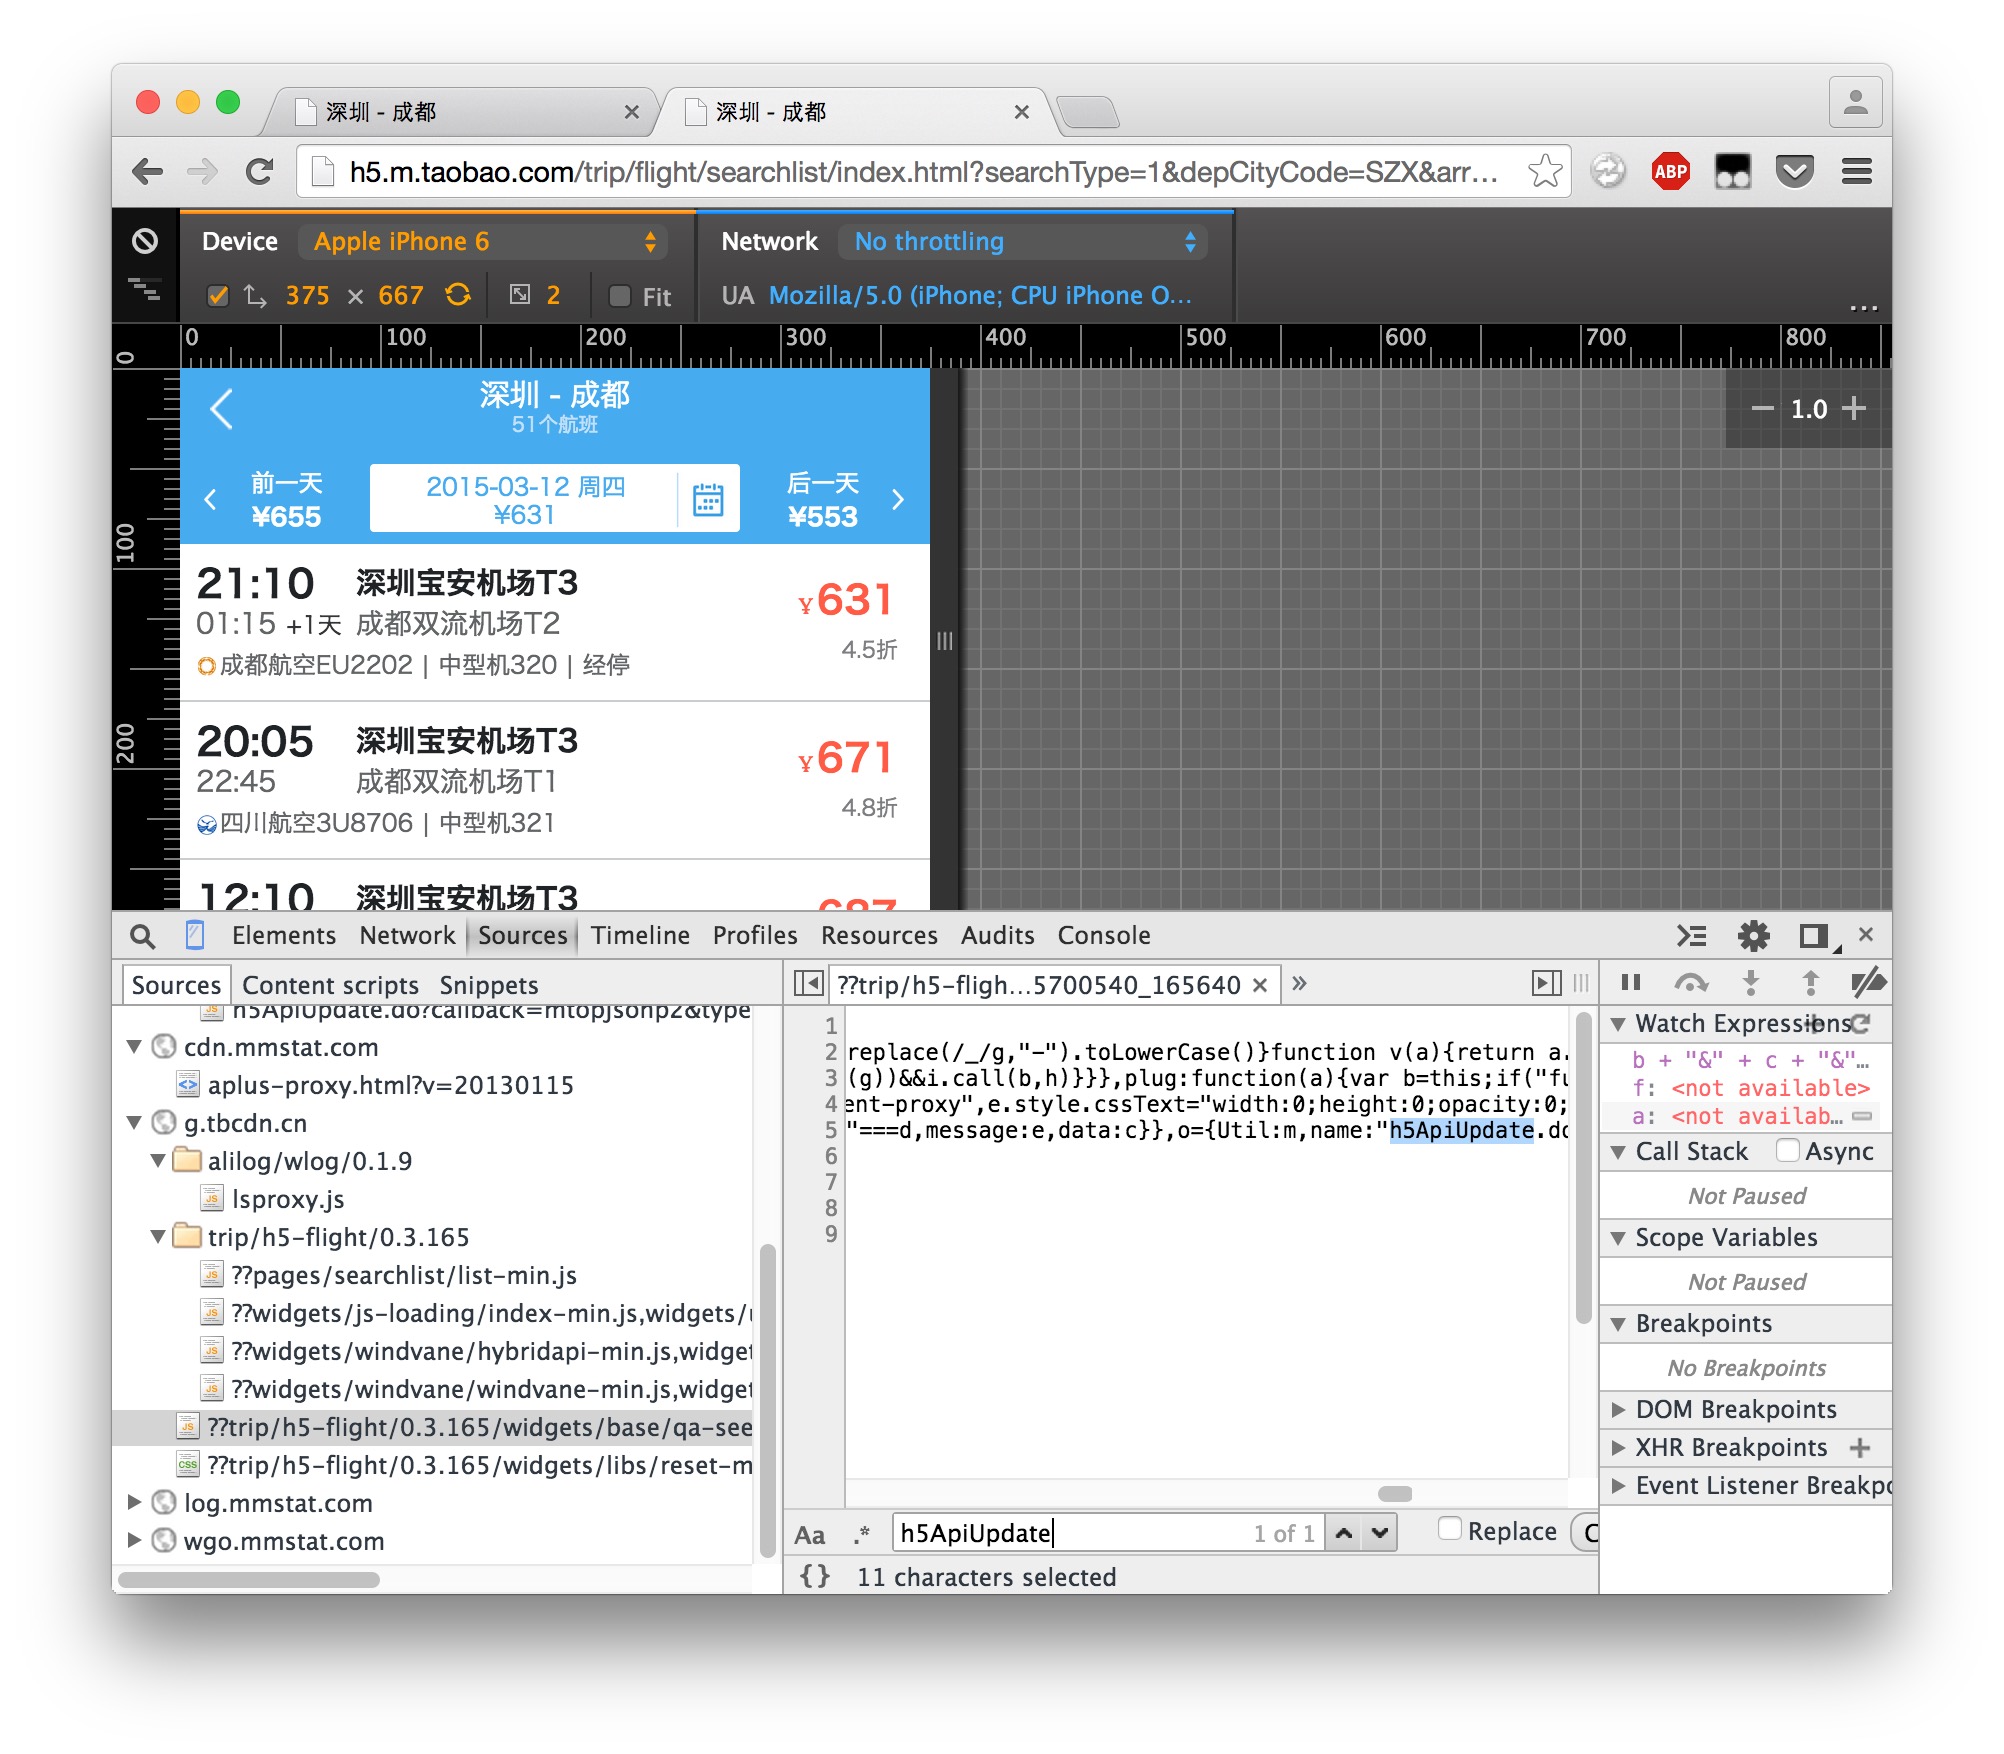 深圳 - 成都
深圳 - 成都
h5.m.taobao.com/trip/flight/searchlist/index.html?searchType=1&depCityCode=SZX&arr...
ABP
Device Apple iPhone 6
Network No throttling
375 × 667 2 Fit
UA Mozilla/5.0 (iPhone; CPU iPhone O...
...
0 100 200 300 400 500 600 700 800
0
100
200
深圳 - 成都
51个航班
前一天
¥655
2015-03-12 周四
¥631
后一天
¥553
− 1.0 +
21:10 深圳宝安机场T3 ¥631
01:15 +1天 成都双流机场T2 4.5折
成都航空EU2202 | 中型机320 | 经停
20:05 深圳宝安机场T3 ¥671
22:45 成都双流机场T1 4.8折
四川航空3U8706 | 中型机321
12:10 深圳宝安机场T3 687
Elements Network Sources Timeline Profiles Resources Audits Console
Sources Content scripts Snippets
h5ApiUpdate.do?callback=mtopjsonp2&type
cdn.mmstat.com
aplus-proxy.html?v=20130115
g.tbcdn.cn
alilog/wlog/0.1.9
lsproxy.js
trip/h5-flight/0.3.165
??pages/searchlist/list-min.js
??widgets/js-loading/index-min.js,widgets/
??widgets/windvane/hybridapi-min.js,widget
??widgets/windvane/windvane-min.js,widget
??trip/h5-flight/0.3.165/widgets/base/qa-see
??trip/h5-flight/0.3.165/widgets/libs/reset-m
log.mmstat.com
wgo.mmstat.com
??trip/h5-fligh...5700540_165640 × »
1
2 replace(/_/g,"-").toLowerCase()}function v(a){return a.
3 (g))&&i.call(b,h)}}},plug:function(a){var b=this;if("fu
4 ent-proxy",e.style.cssText="width:0;height:0;opacity:0;
5 "===d,message:e,data:c}},o={Util:m,name:"h5ApiUpdate.do
6
7
8
9
Aa .* h5ApiUpdate 1 of 1 Replace
{} 11 characters selected
Watch Expressions
b + "&" + c + "&"...
f: <not available>
a: <not availab...
Call Stack Async
Not Paused
Scope Variables
Not Paused
Breakpoints
No Breakpoints
DOM Breakpoints
XHR Breakpoints +
Event Listener Breakpo